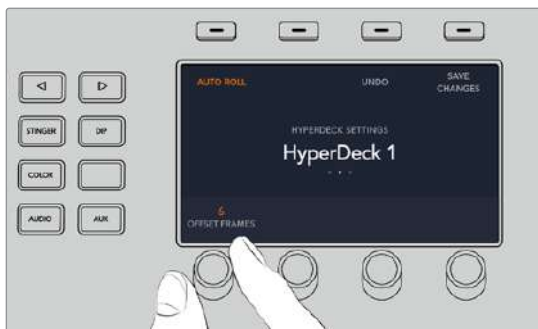 AUTO ROLL
UNDO
SAVE
CHANGES
STINGER
DIP
HYPERDECK SETTINGS
HyperDeck 1
COLOR
AUDIO
AUX
6
OFFSET FRAMES